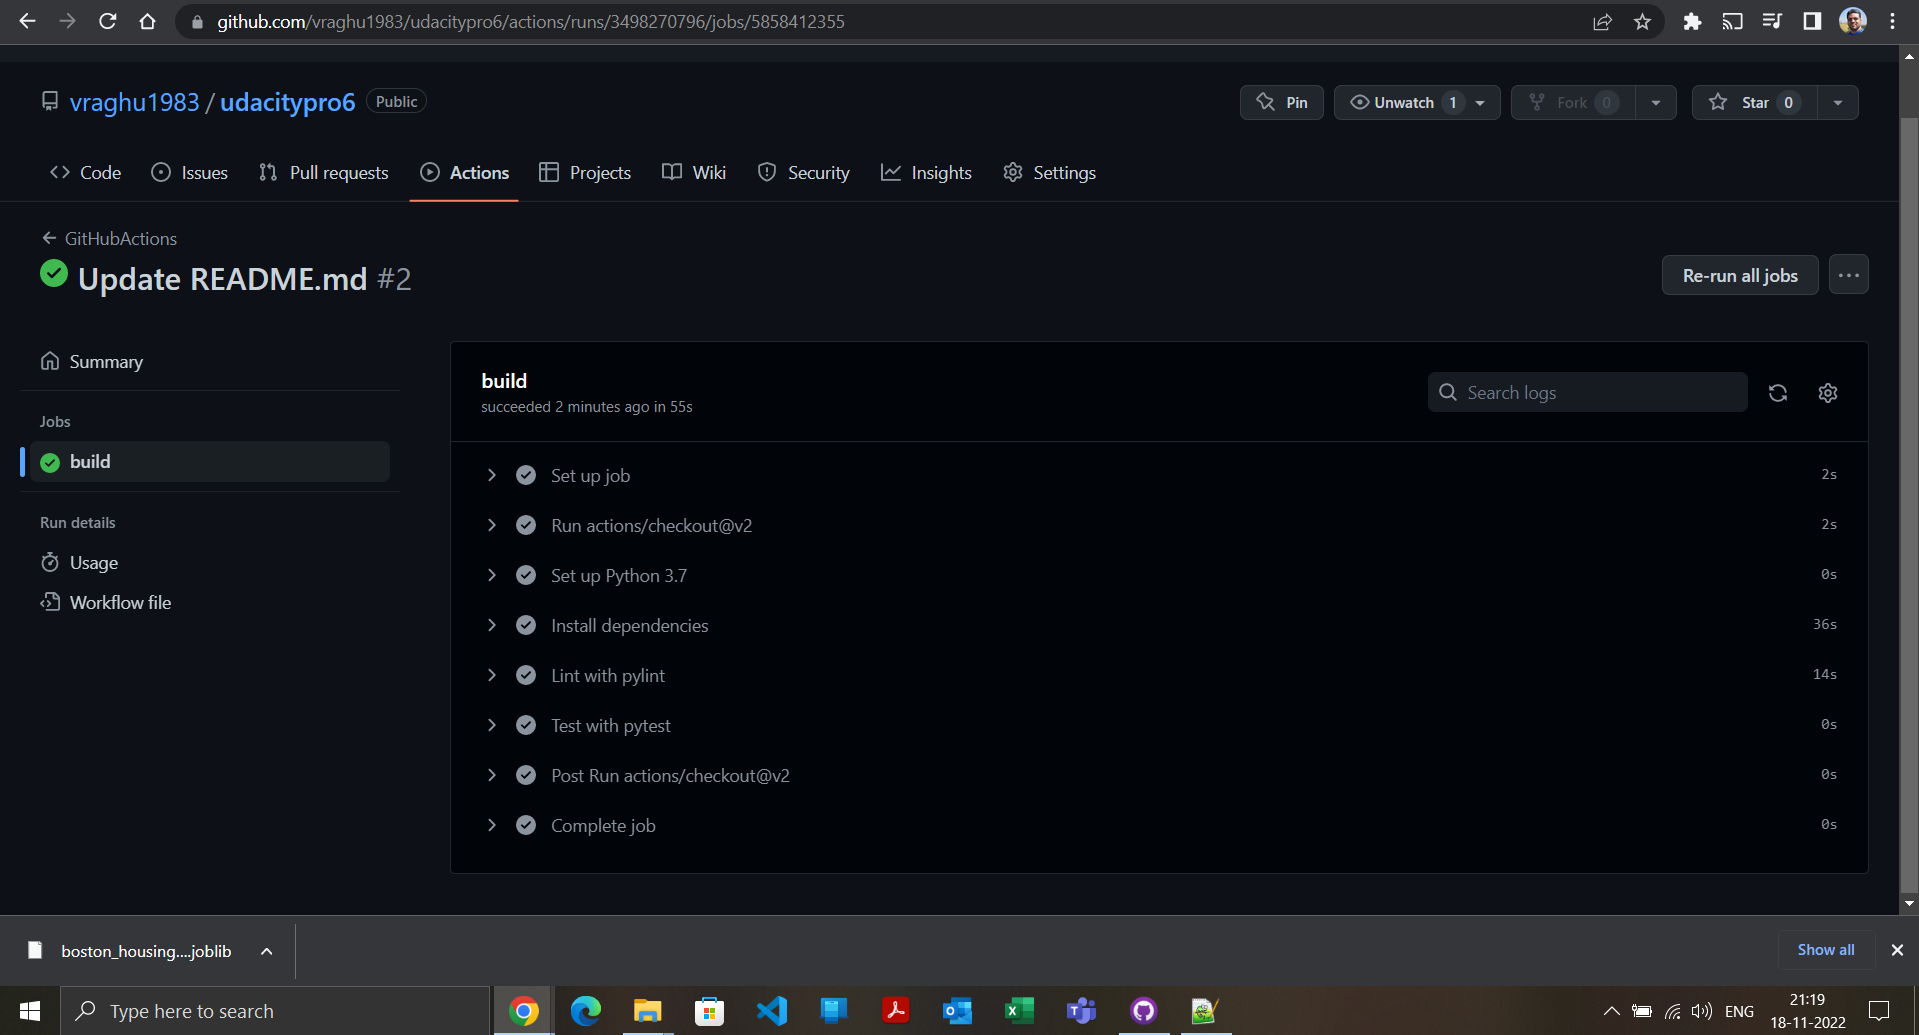 github.com/vraghu1983/udacitypro6/actions/runs/3498270796/jobs/5858412355
vraghu1983 / udacitypro6 Public
Pin
Unwatch 1
Fork 0
Star 0
Code
Issues
Pull requests
Actions
Projects
Wiki
Security
Insights
Settings
GitHubActions
Update README.md #2
Re-run all jobs
Summary
Jobs
build
Run details
Usage
Workflow file
build
succeeded 2 minutes ago in 55s
Search logs
Set up job 2s
Run actions/checkout@v2 2s
Set up Python 3.7 0s
Install dependencies 36s
Lint with pylint 14s
Test with pytest 0s
Post Run actions/checkout@v2 0s
Complete job 0s
boston_housing....joblib
Show all
Type here to search
ENG
21:19
18-11-2022